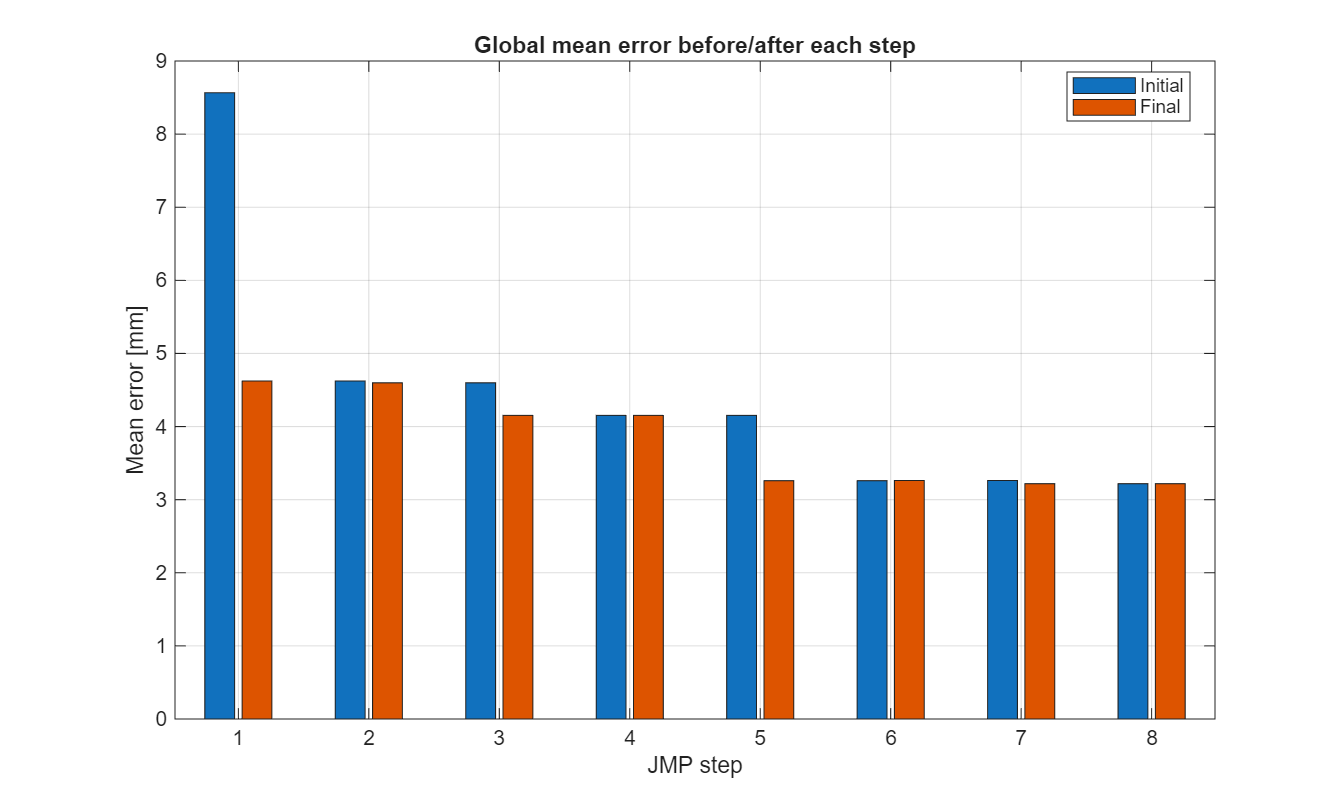 Global mean error before/after each step
Initial
Final
9
8
7
6
5
4
3
2
1
0
Mean error [mm]
1 2 3 4 5 6 7 8
JMP step